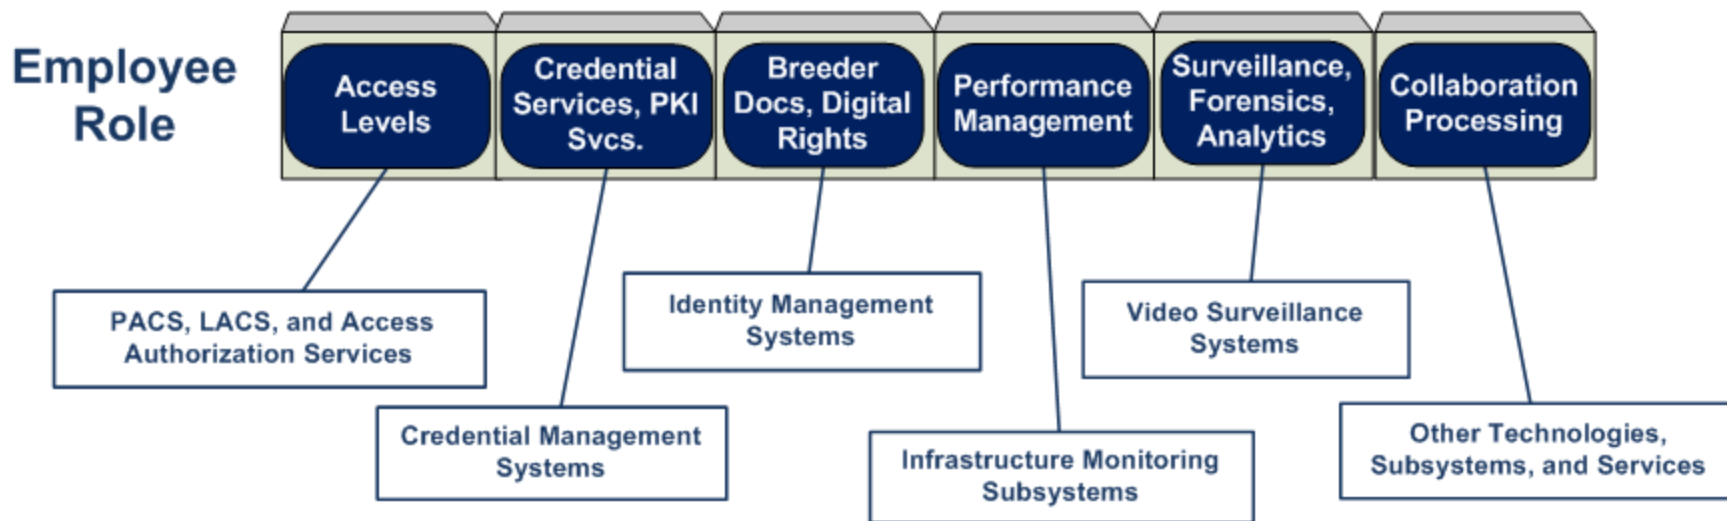 Employee
Role
Access
Levels
Credential
Services, PKI
Svcs.
Breeder
Docs, Digital
Rights
Performance
Management
Surveillance,
Forensics,
Analytics
Collaboration
Processing
PACS, LACS, and Access
Authorization Services
Credential Management
Systems
Identity Management
Systems
Infrastructure Monitoring
Subsystems
Video Surveillance
Systems
Other Technologies,
Subsystems, and Services